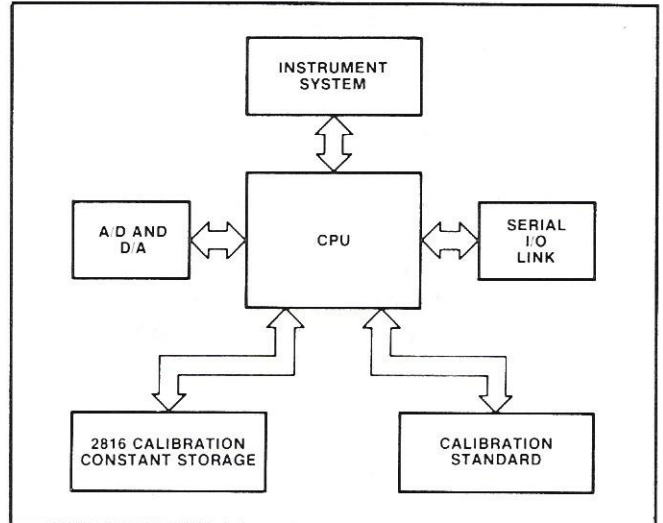 INSTRUMENT
SYSTEM
A/D AND
D/A
CPU
SERIAL
I/O
LINK
2816 CALIBRATION
CONSTANT STORAGE
CALIBRATION
STANDARD